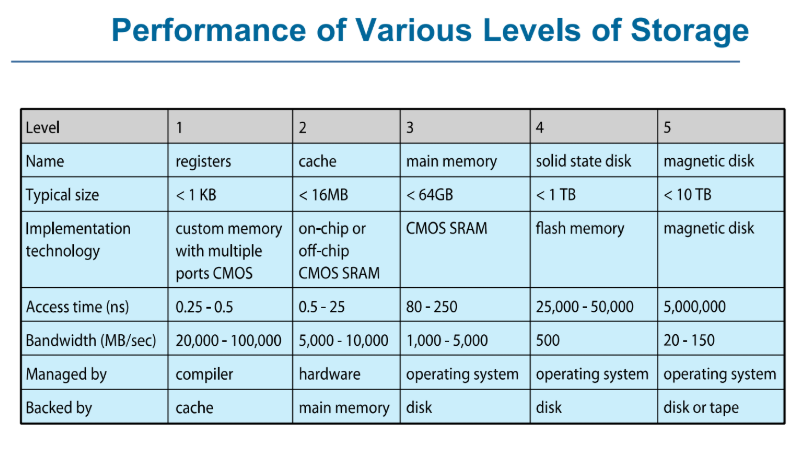 Performance of Various Levels of Storage
Level 1 2 3 4 5
Name registers cache main memory solid state disk magnetic disk
Typical size < 1 KB < 16MB < 64GB < 1 TB < 10 TB
Implementation technology custom memory with multiple ports CMOS on-chip or off-chip CMOS SRAM CMOS SRAM flash memory magnetic disk
Access time (ns) 0.25 - 0.5 0.5 - 25 80 - 250 25,000 - 50,000 5,000,000
Bandwidth (MB/sec) 20,000 - 100,000 5,000 - 10,000 1,000 - 5,000 500 20 - 150
Managed by compiler hardware operating system operating system operating system
Backed by cache main memory disk disk disk or tape